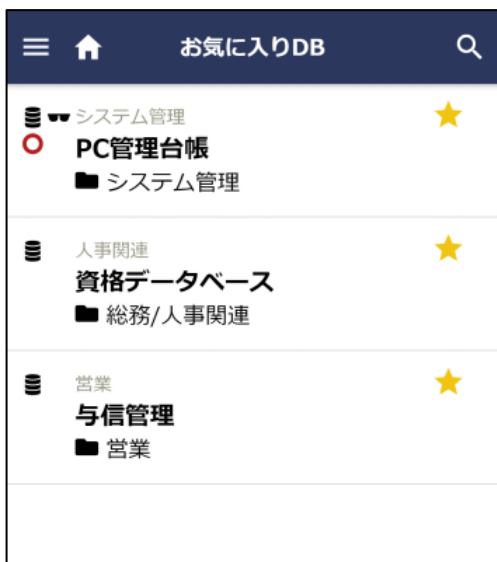 お気に入りDB
システム管理
PC管理台帳
システム管理
人事関連
資格データベース
総務/人事関連
営業
与信管理
営業